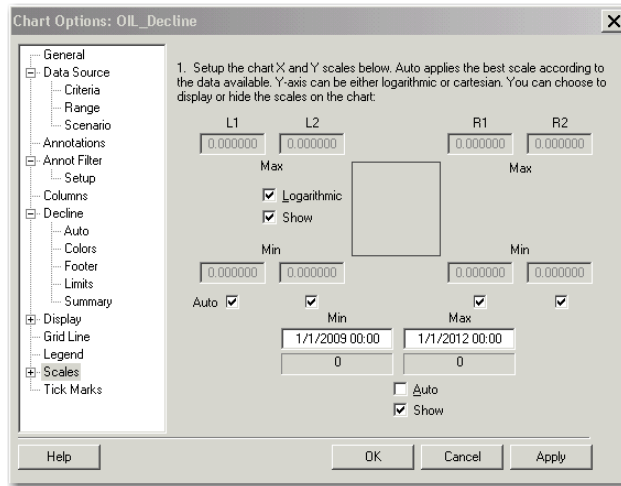 Chart Options: OIL_Decline
General
Data Source
Criteria
Range
Scenario
Annotations
Annot Filter
Setup
Columns
Decline
Auto
Colors
Footer
Limits
Summary
Display
Grid Line
Legend
Scales
Tick Marks
1. Setup the chart X and Y scales below. Auto applies the best scale according to
the data available. Y-axis can be either logarithmic or cartesian. You can choose to
display or hide the scales on the chart:
L1 L2 R1 R2
0.000000 0.000000 0.000000 0.000000
Max Max
Logarithmic
Show
Min Min
0.000000 0.000000 0.000000 0.000000
Auto
Min Max
1/1/2009 00:00 1/1/2012 00:00
0 0
Auto
Show
Help OK Cancel Apply